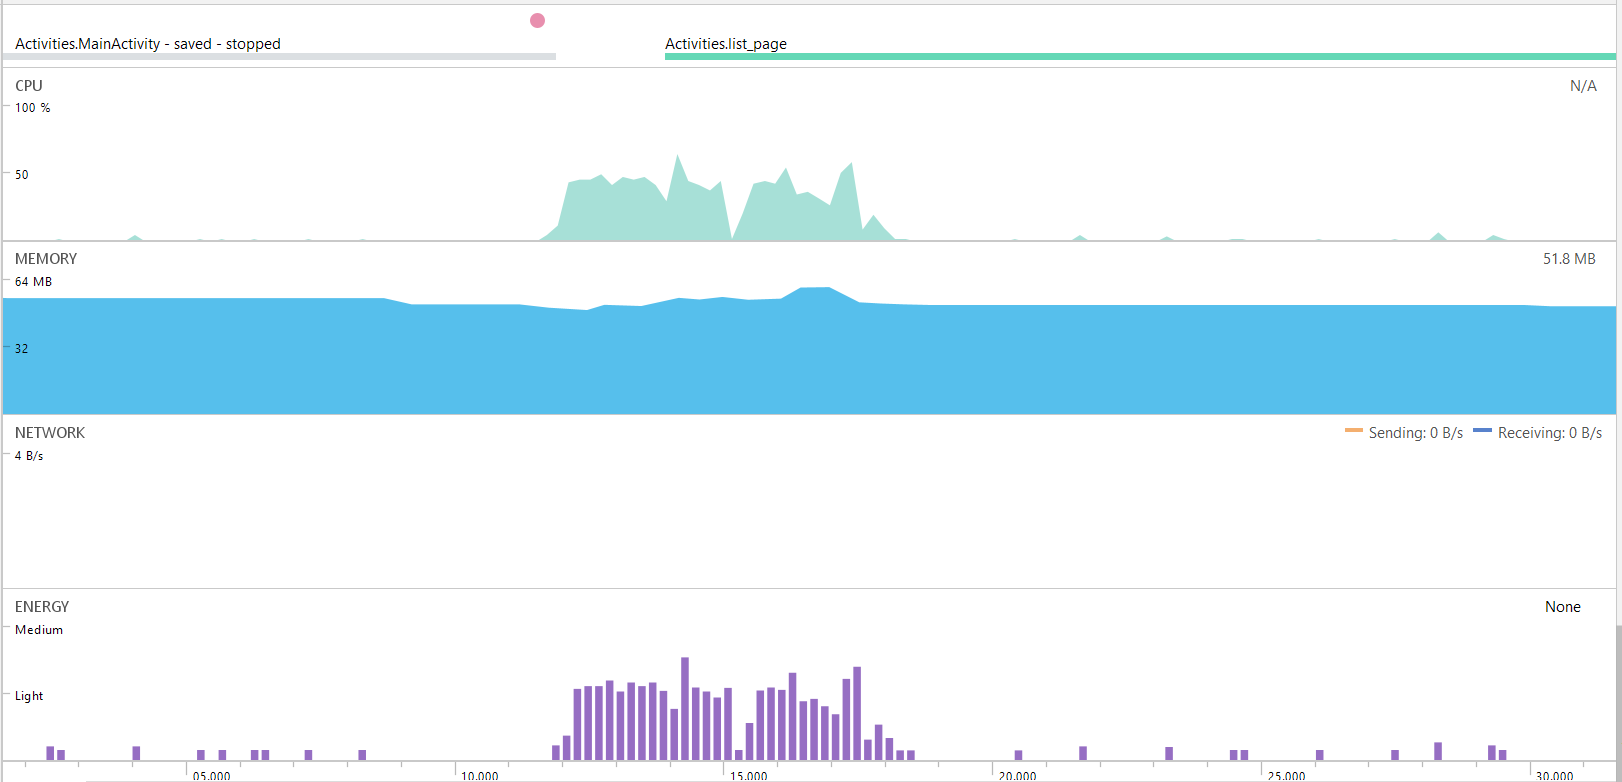 Activities.MainActivity - saved - stopped
Activities.list_page
CPU
N/A
100 %
50
MEMORY
51.8 MB
64 MB
32
NETWORK
Sending: 0 B/s
Receiving: 0 B/s
4 B/s
ENERGY
None
Medium
Light
05.000
10.000
15.000
20.000
25.000
30.000